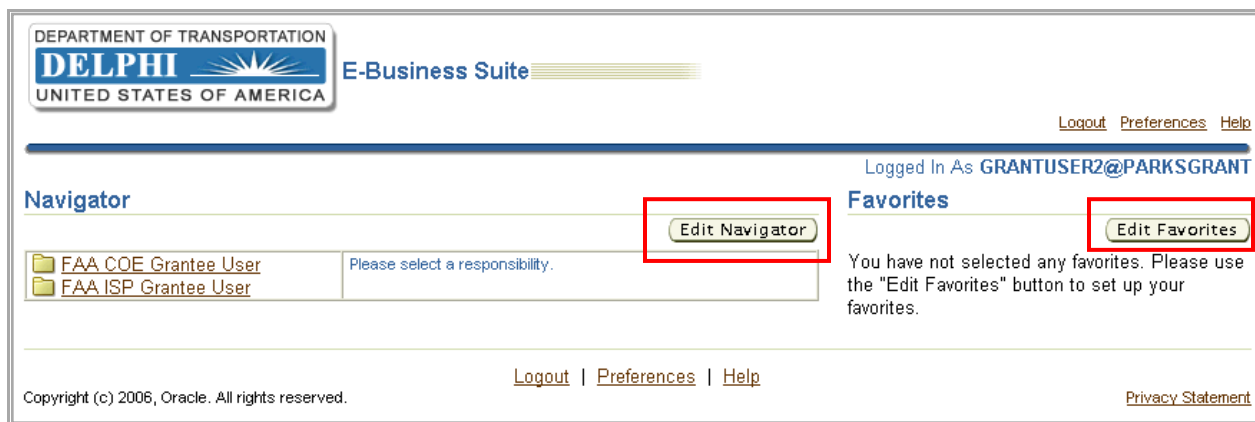 DEPARTMENT OF TRANSPORTATION
DELPHI
UNITED STATES OF AMERICA
E-Business Suite
Logout Preferences Help
Logged In As GRANTUSER2@PARKSGRANT
Navigator
Edit Navigator
FAA COE Grantee User
FAA ISP Grantee User
Please select a responsibility.
Favorites
Edit Favorites
You have not selected any favorites. Please use
the "Edit Favorites" button to set up your
favorites.
Logout | Preferences | Help
Copyright (c) 2006, Oracle. All rights reserved.
Privacy Statement